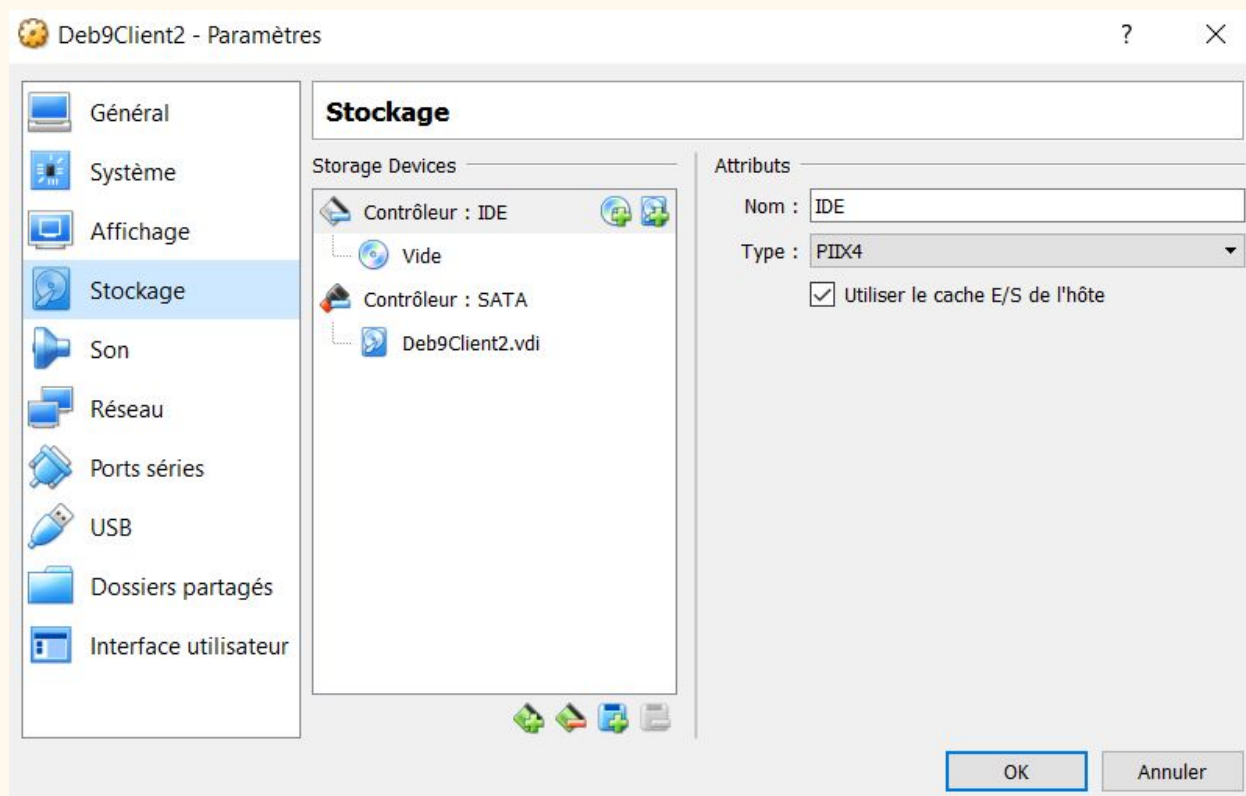 Deb9Client2 - Paramètres
?
Général
Système
Affichage
Stockage
Son
Réseau
Ports séries
USB
Dossiers partagés
Interface utilisateur
Stockage
Storage Devices
Contrôleur : IDE
Vide
Contrôleur : SATA
Deb9Client2.vdi
Attributs
Nom : IDE
Type : PIIX4
Utiliser le cache E/S de l'hôte
OK
Annuler